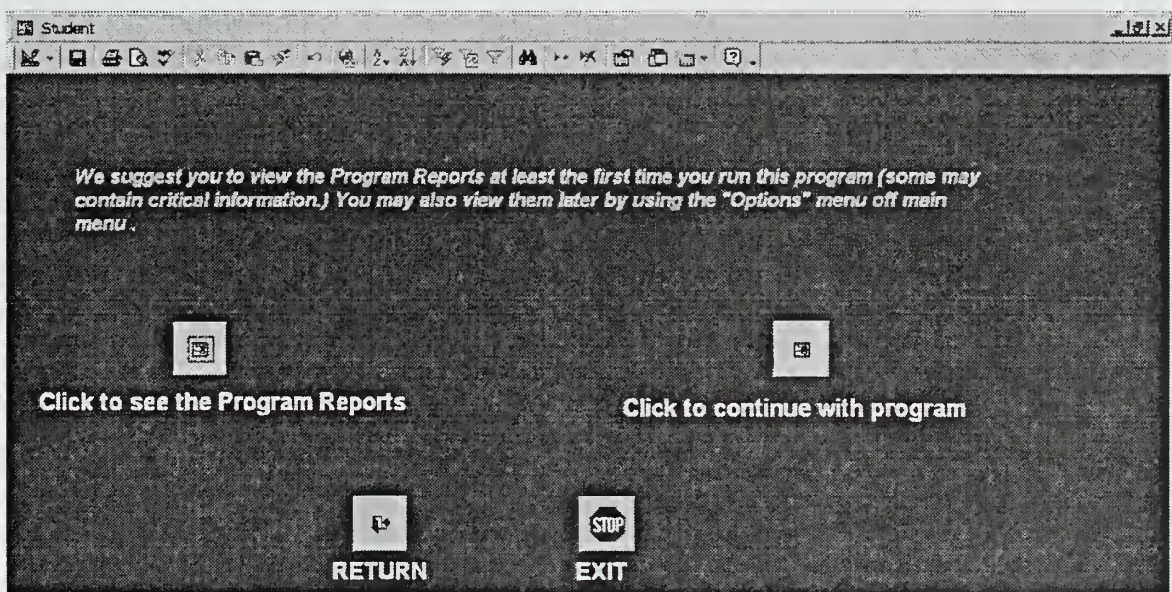 Student
We suggest you to view the Program Reports at least the first time you run this program (some may
contain critical information.) You may also view them later by using the "Options" menu off main
menu .
Click to see the Program Reports
Click to continue with program
STOP
RETURN
EXIT